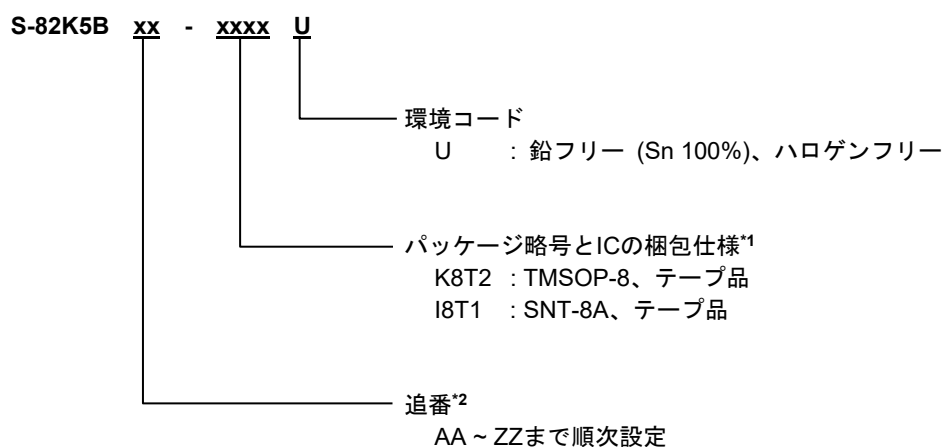 S-82K5B xx - xxxx U
環境コード
U : 鉛フリー (Sn 100%)、ハロゲンフリー
パッケージ略号とICの梱包仕様*1
K8T2 : TMSOP-8、テープ品
I8T1 : SNT-8A、テープ品
追番*2
AA ~ ZZまで順次設定